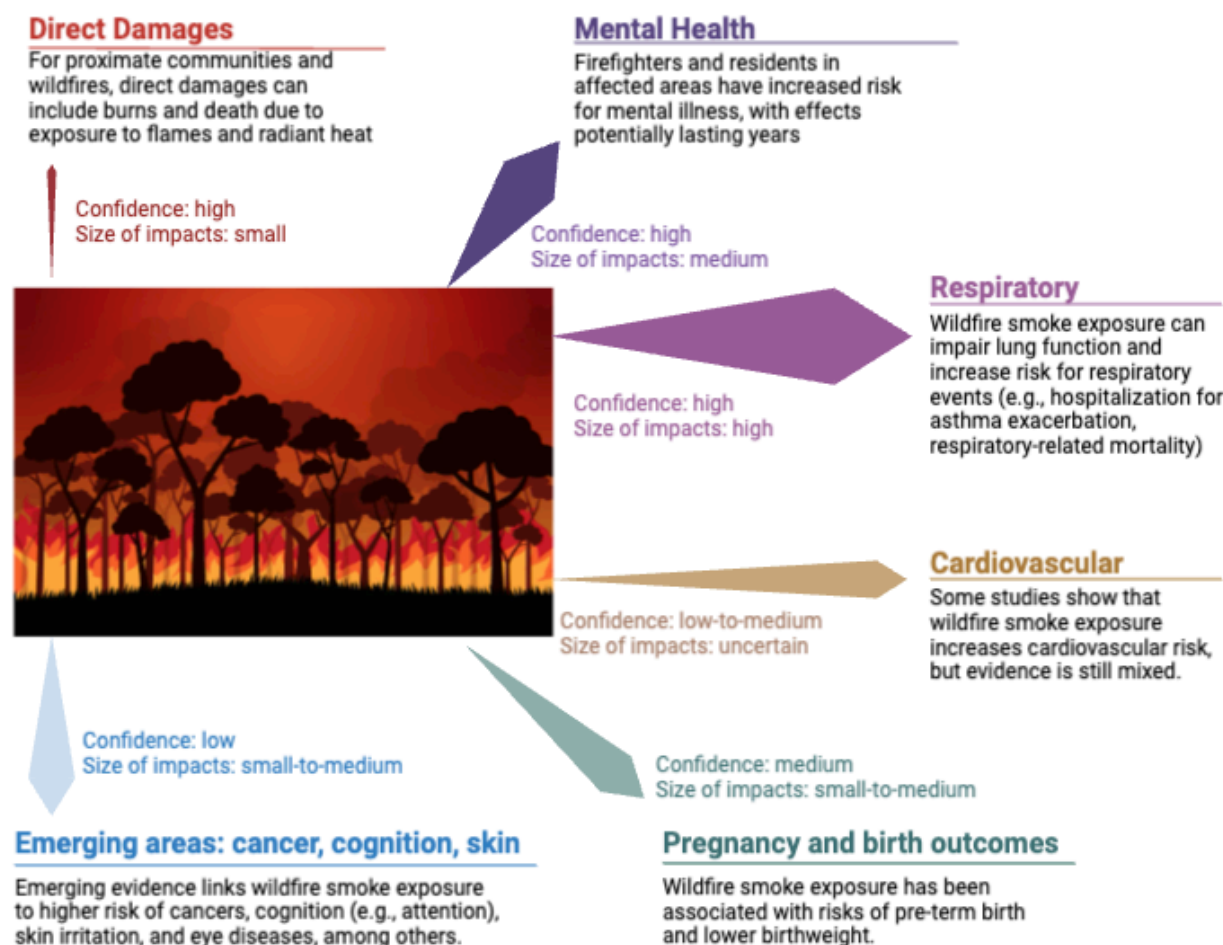 Direct Damages
For proximate communities and
wildfires, direct damages can
include burns and death due to
exposure to flames and radiant heat
Confidence: high
Size of impacts: small
Mental Health
Firefighters and residents in
affected areas have increased risk
for mental illness, with effects
potentially lasting years
Confidence: high
Size of impacts: medium
Respiratory
Wildfire smoke exposure can
impair lung function and
increase risk for respiratory
events (e.g., hospitalization for
asthma exacerbation,
respiratory-related mortality)
Confidence: high
Size of impacts: high
Cardiovascular
Some studies show that
wildfire smoke exposure
increases cardiovascular risk,
but evidence is still mixed.
Confidence: low-to-medium
Size of impacts: uncertain
Confidence: low
Size of impacts: small-to-medium
Emerging areas: cancer, cognition, skin
Emerging evidence links wildfire smoke exposure
to higher risk of cancers, cognition (e.g., attention),
skin irritation, and eye diseases, among others.
Confidence: medium
Size of impacts: small-to-medium
Pregnancy and birth outcomes
Wildfire smoke exposure has been
associated with risks of pre-term birth
and lower birthweight.